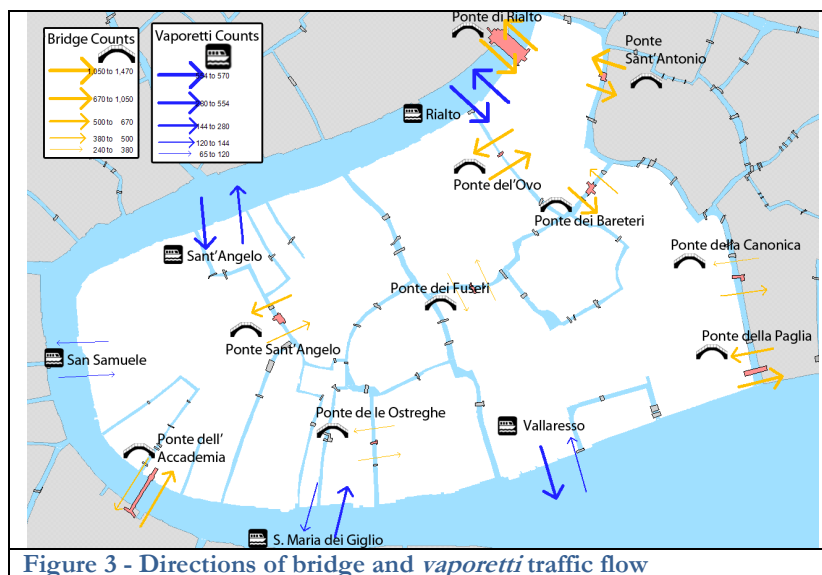 Bridge Counts
1,050 to 1,470
670 to 1,050
500 to 670
380 to 500
240 to 380
Vaporetti Counts
to 570
to 554
144 to 280
120 to 144
65 to 120
Ponte di Rialto
Ponte
Sant'Antonio
Rialto
Ponte del'Ovo
Ponte dei Bareteri
Ponte della Canonica
Sant'Angelo
Ponte dei Fuseri
Ponte Sant'Angelo
San Samuele
Ponte della Paglia
Ponte de le Ostreghe
Vallaresso
Ponte dell'
Accademia
S. Maria dei Giglio
Figure 3 - Directions of bridge and vaporetti traffic flow